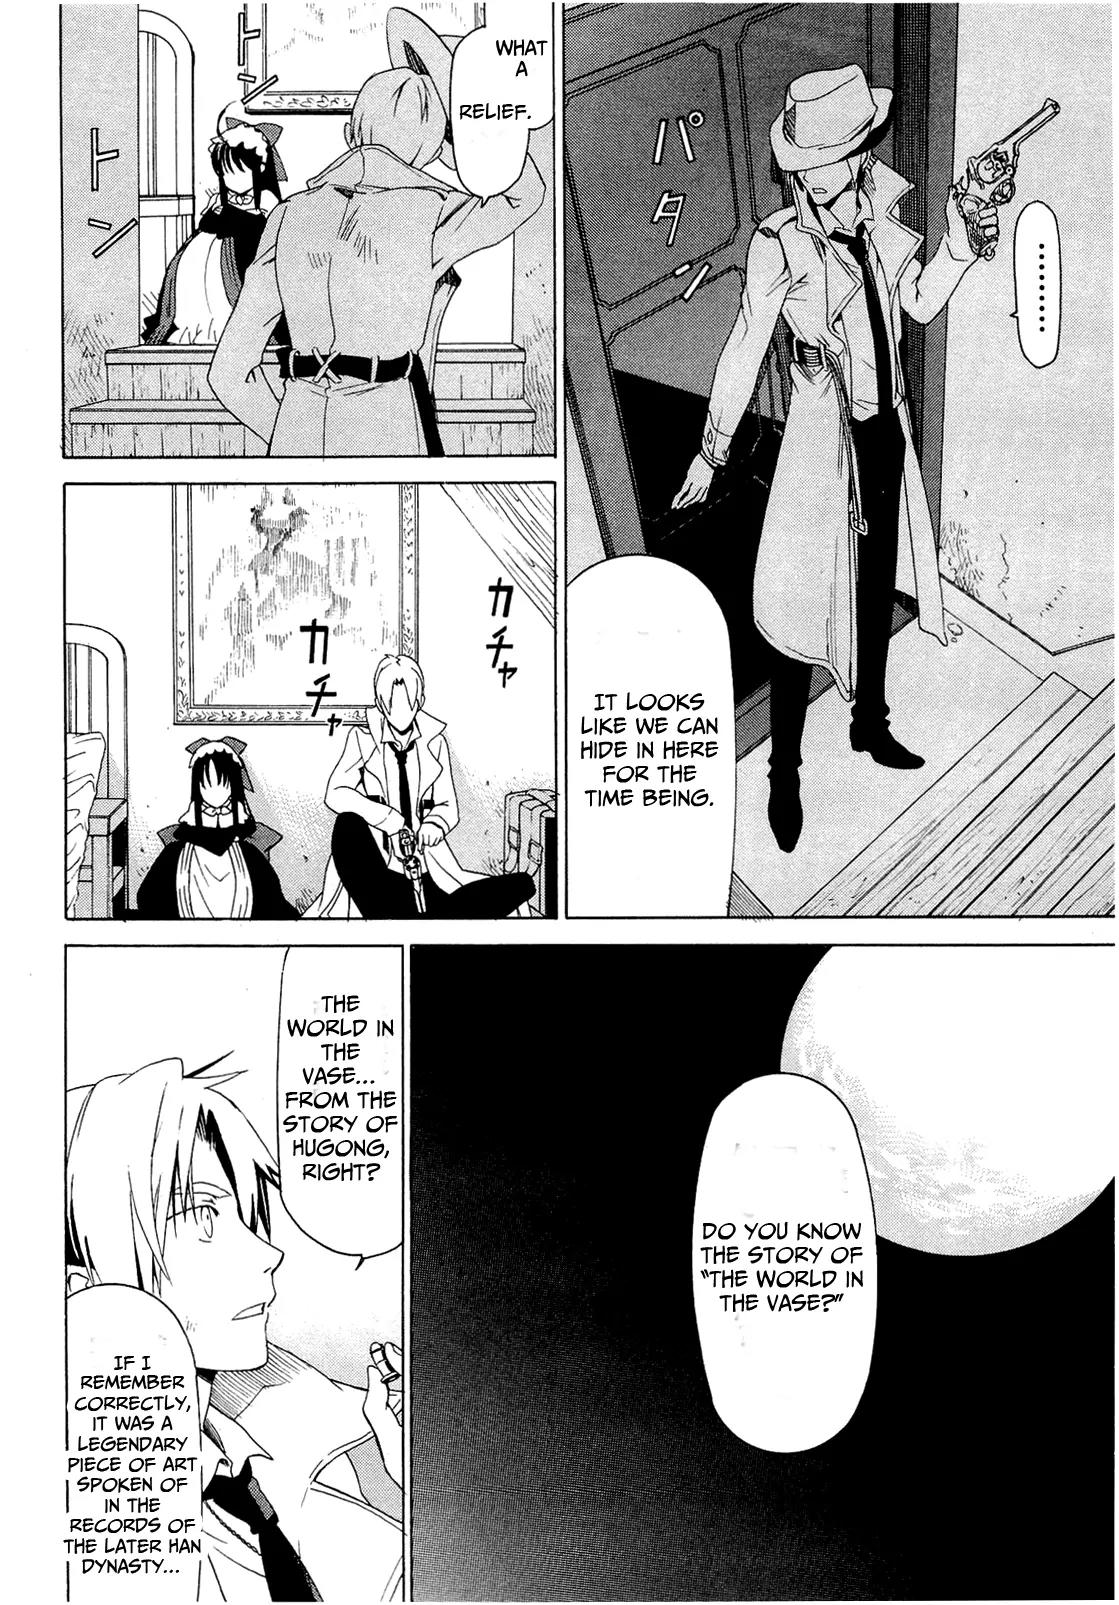 ………
パタン
IT LOOKS
LIKE WE CAN
HIDE IN HERE
FOR THE
TIME BEING.
WHAT
A
RELIEF.
トン
トン
カチャ
カチャ
DO YOU KNOW
THE STORY OF
“THE WORLD IN
THE VASE?”
THE
WORLD IN
THE
VASE...
FROM THE
STORY OF
HUGONG,
RIGHT?
IF I
REMEMBER
CORRECTLY,
IT WAS A
LEGENDARY
PIECE OF ART
SPOKEN OF
IN THE
RECORDS OF
THE LATER HAN
DYNASTY...